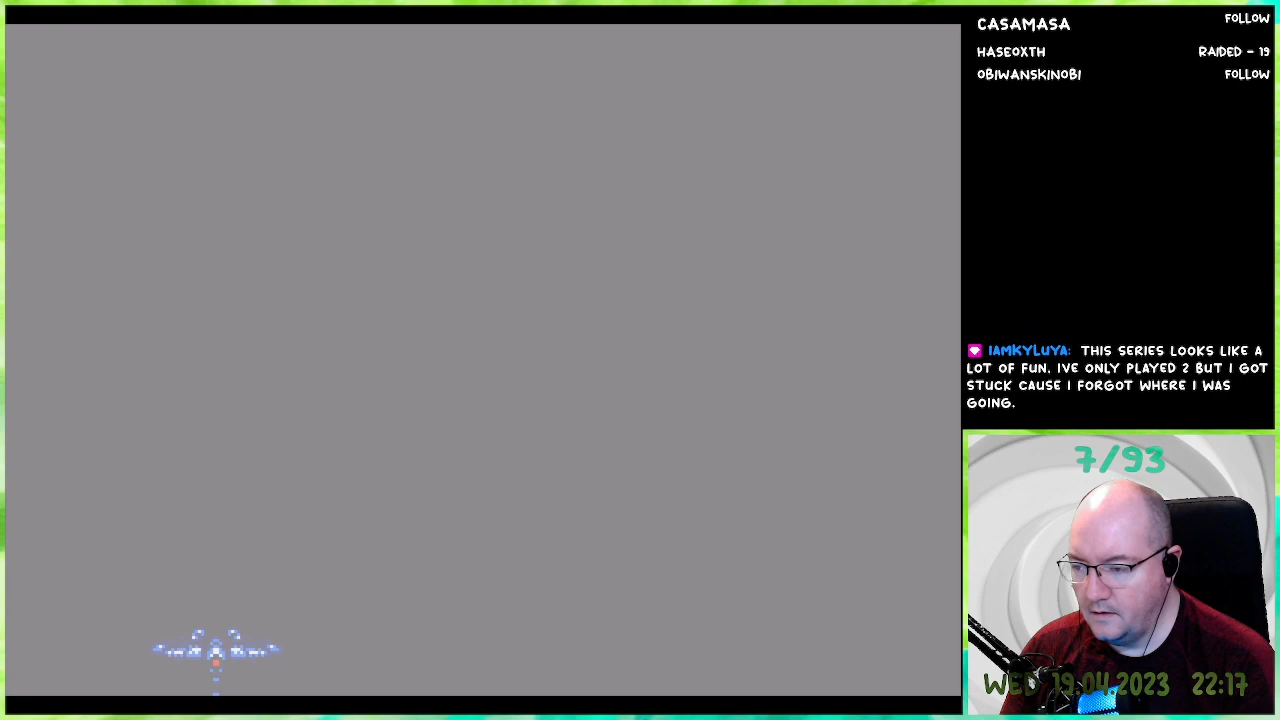 CASAMASA FOLLOW
HASEOXTH RAIDED - 19
OBIWANSKINOBI FOLLOW
IAMKYLUYA: THIS SERIES LOOKS LIKE A
LOT OF FUN. IVE ONLY PLAYED 2 BUT I GOT
STUCK CAUSE I FORGOT WHERE I WAS
GOING.
7/93
WED 19.04.2023 22:17